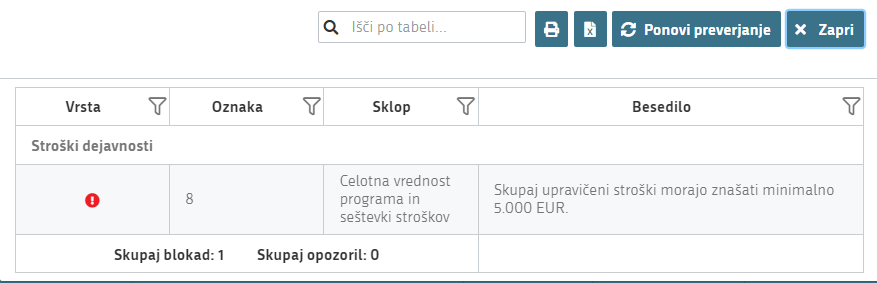 Išči po tabeli...
Ponovi preverjanje
Zapri
Vrsta
Oznaka
Sklop
Besedilo
Stroški dejavnosti
8
Celotna vrednost
programa in
seštevki stroškov
Skupaj upravičeni stroški morajo znašati minimalno
5.000 EUR.
Skupaj blokad: 1
Skupaj opozoril: 0